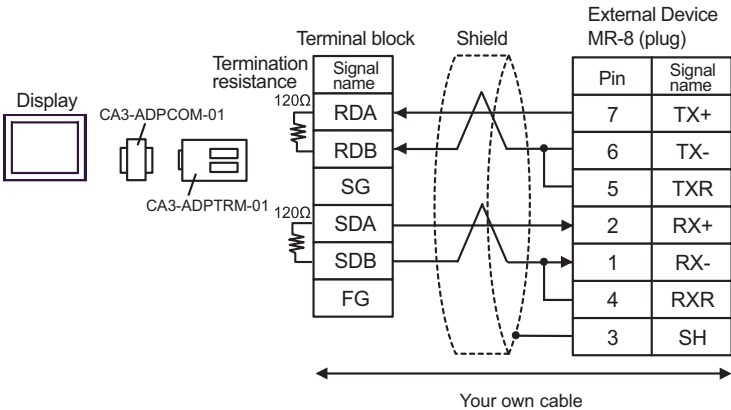 External Device
MR-8 (plug)
Terminal block
Shield
Termination
resistance
Signal
name
Pin
Signal
name
Display
CA3-ADPCOM-01
CA3-ADPTRM-01
120Ω
RDA
7
TX+
RDB
6
TX-
SG
5
TXR
120Ω
SDA
2
RX+
SDB
1
RX-
FG
4
RXR
3
SH
Your own cable